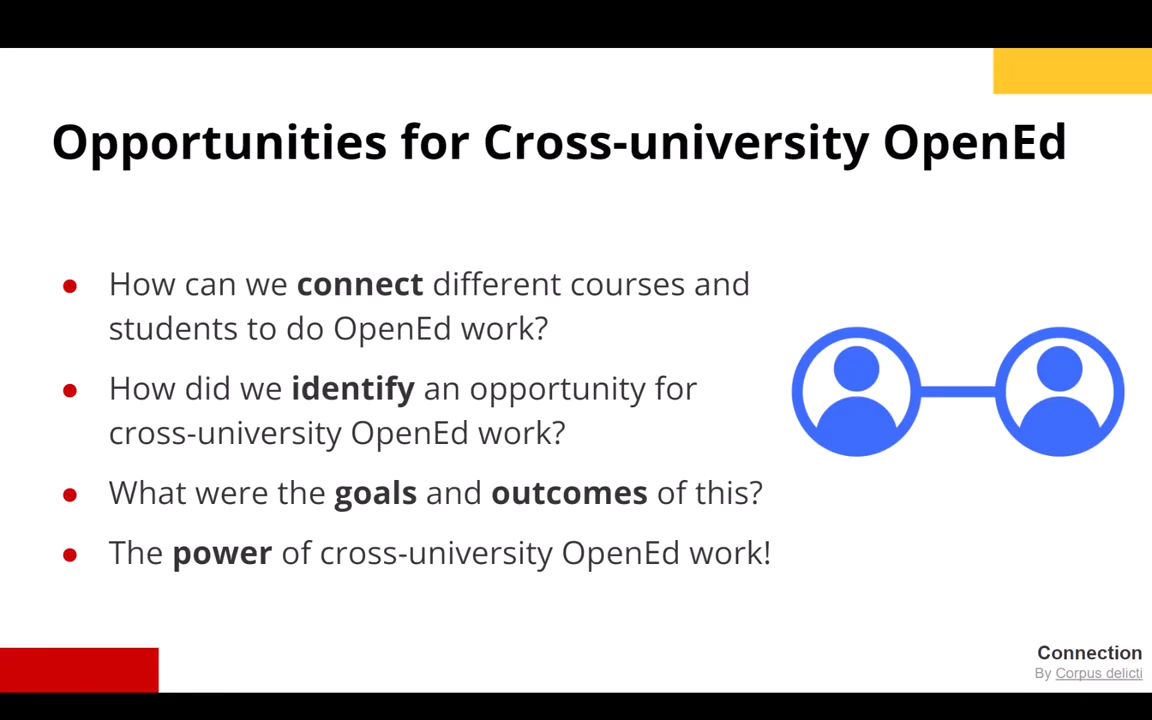 Opportunities for Cross-university OpenEd
● How can we connect different courses and
students to do OpenEd work?
● How did we identify an opportunity for
cross-university OpenEd work?
● What were the goals and outcomes of this?
● The power of cross-university OpenEd work!
Connection
By Corpus delicti